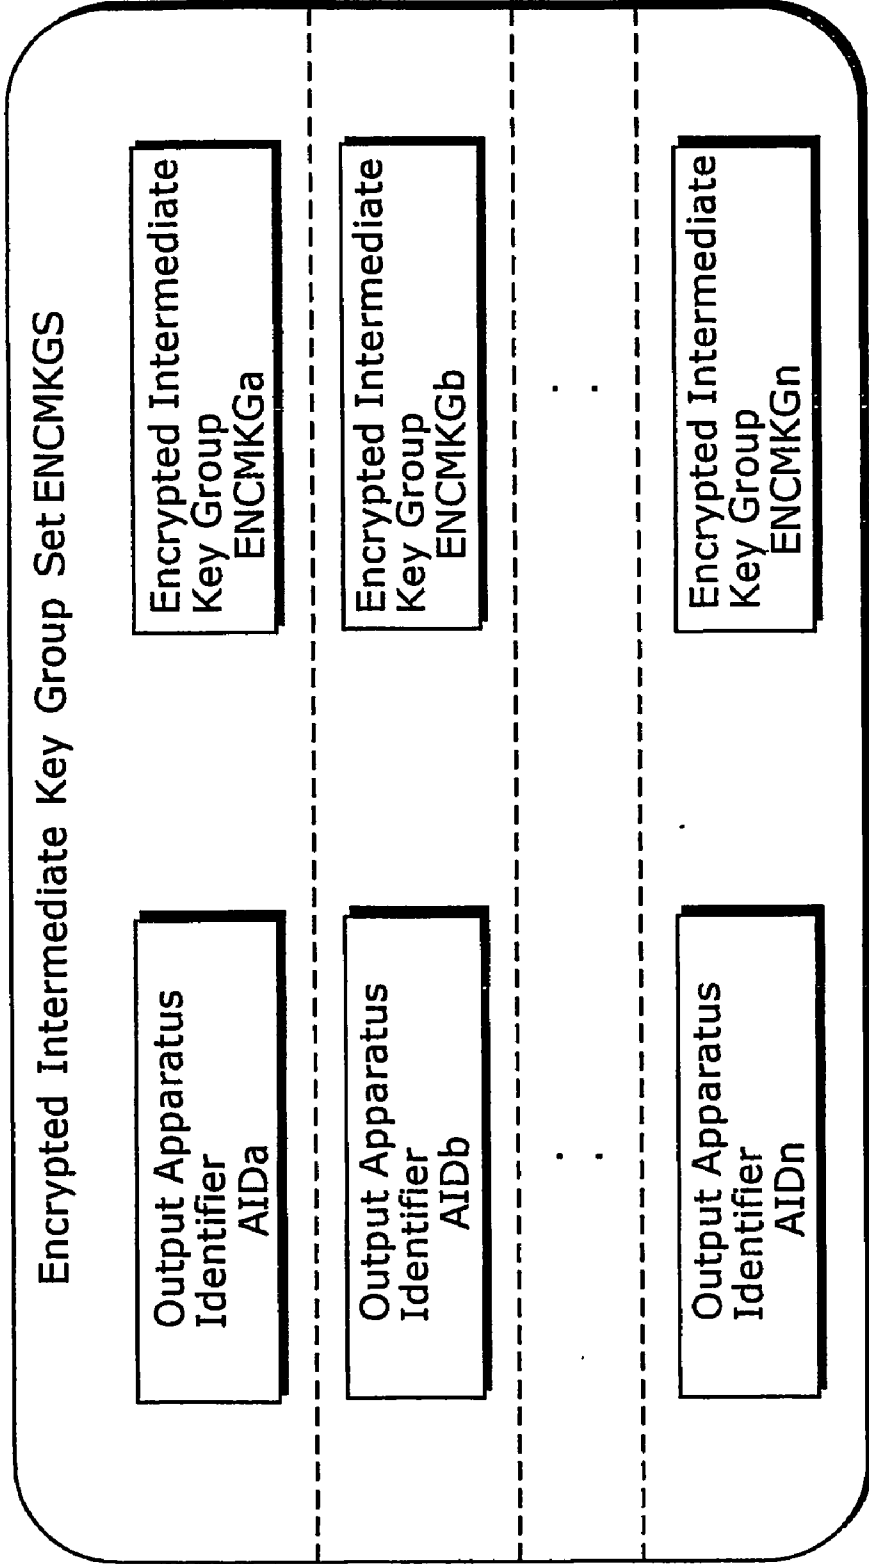 Encrypted Intermediate Key Group Set ENCMKGS
Output Apparatus
Identifier
AIDa
Encrypted Intermediate
Key Group
ENCMKGa
Output Apparatus
Identifier
AIDb
Encrypted Intermediate
Key Group
ENCMKGb
Output Apparatus
Identifier
AIDn
Encrypted Intermediate
Key Group
ENCMKGn